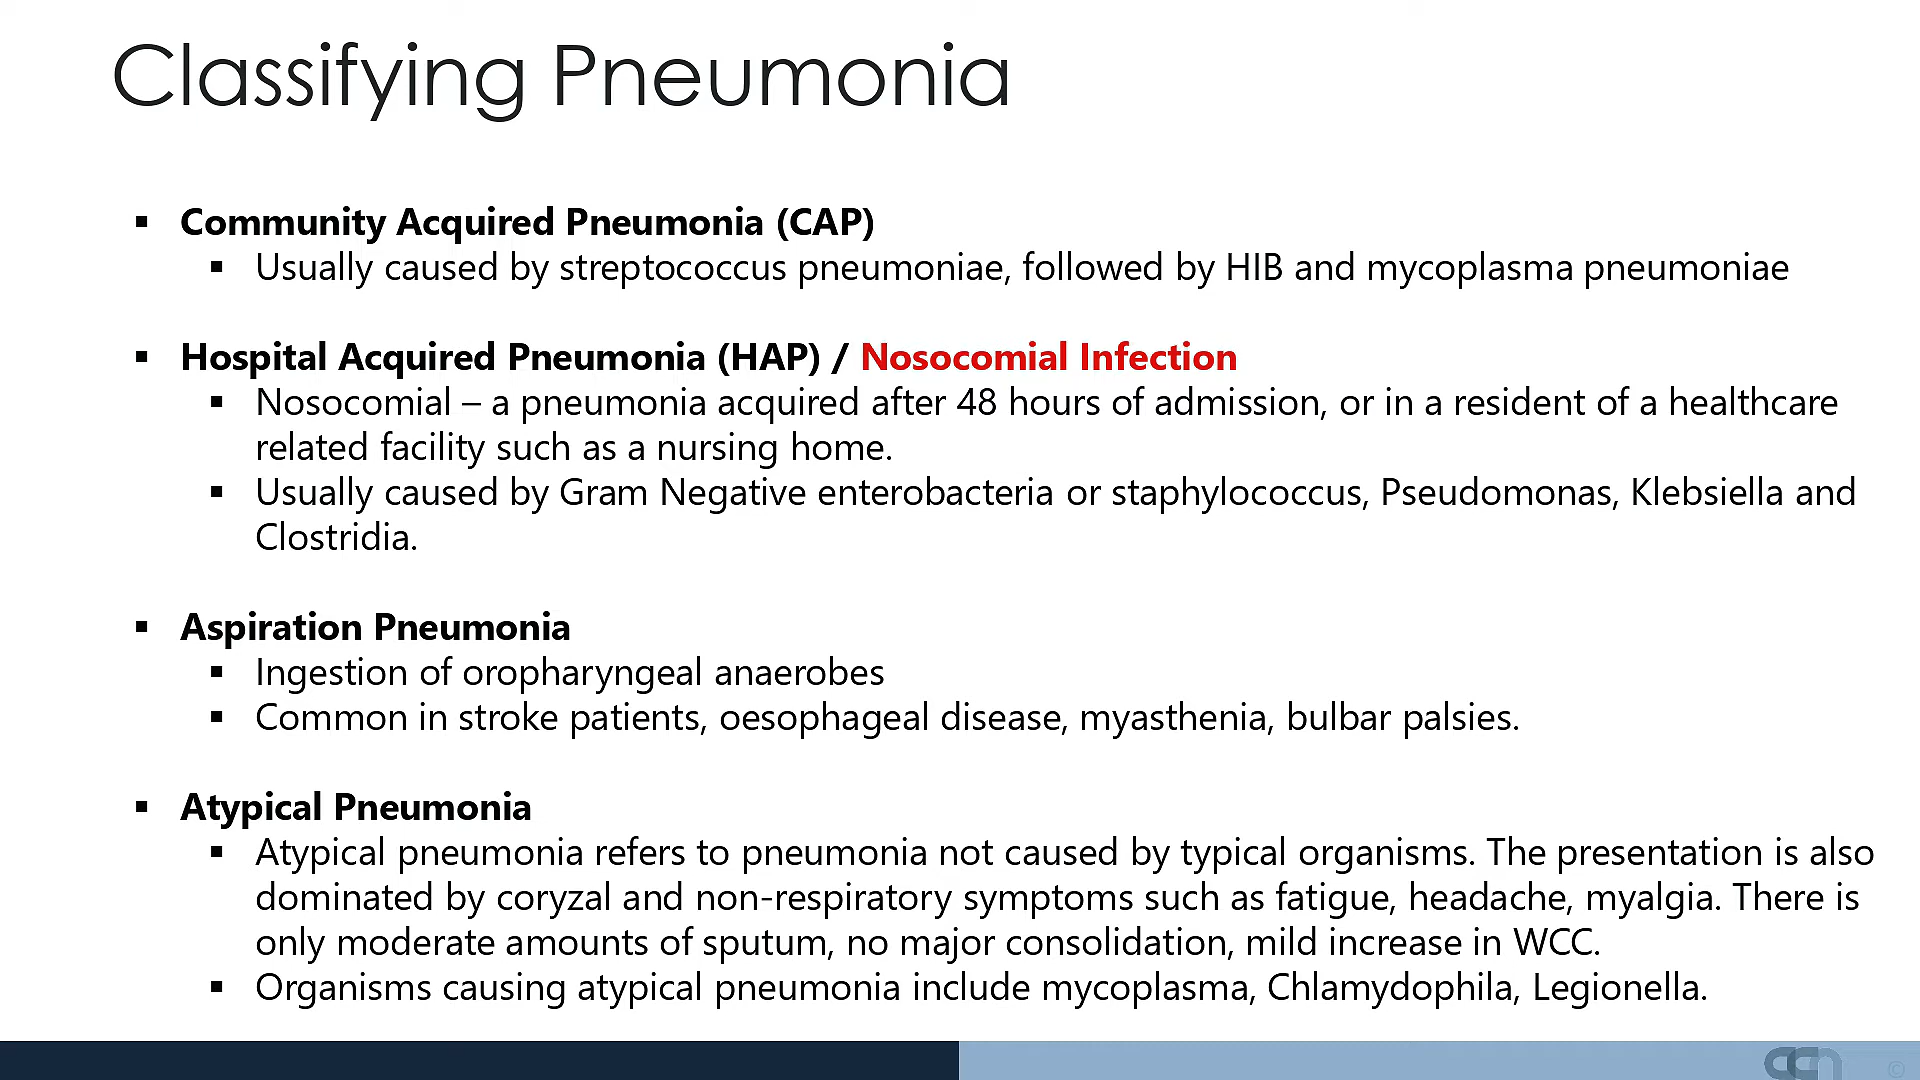 Classifying Pneumonia
▪ Community Acquired Pneumonia (CAP)
▪ Usually caused by streptococcus pneumoniae, followed by HIB and mycoplasma pneumoniae
▪ Hospital Acquired Pneumonia (HAP) / Nosocomial Infection
▪ Nosocomial – a pneumonia acquired after 48 hours of admission, or in a resident of a healthcare
related facility such as a nursing home.
▪ Usually caused by Gram Negative enterobacteria or staphylococcus, Pseudomonas, Klebsiella and
Clostridia.
▪ Aspiration Pneumonia
▪ Ingestion of oropharyngeal anaerobes
▪ Common in stroke patients, oesophageal disease, myasthenia, bulbar palsies.
▪ Atypical Pneumonia
▪ Atypical pneumonia refers to pneumonia not caused by typical organisms. The presentation is also
dominated by coryzal and non-respiratory symptoms such as fatigue, headache, myalgia. There is
only moderate amounts of sputum, no major consolidation, mild increase in WCC.
▪ Organisms causing atypical pneumonia include mycoplasma, Chlamydophila, Legionella.